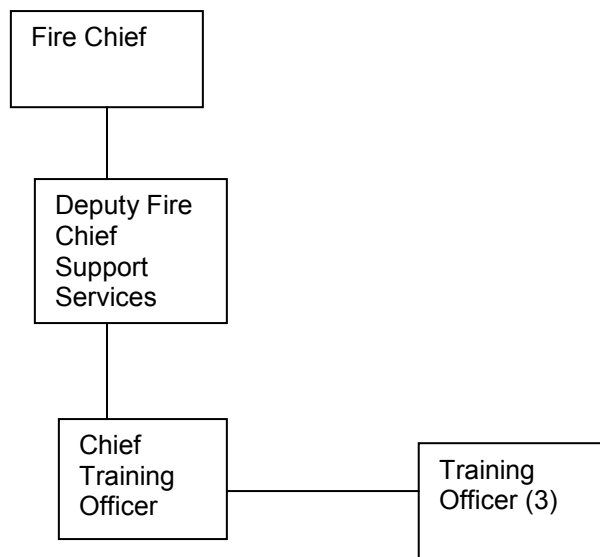 Fire Chief
Deputy Fire
Chief
Support
Services
Chief
Training
Officer
Training
Officer (3)